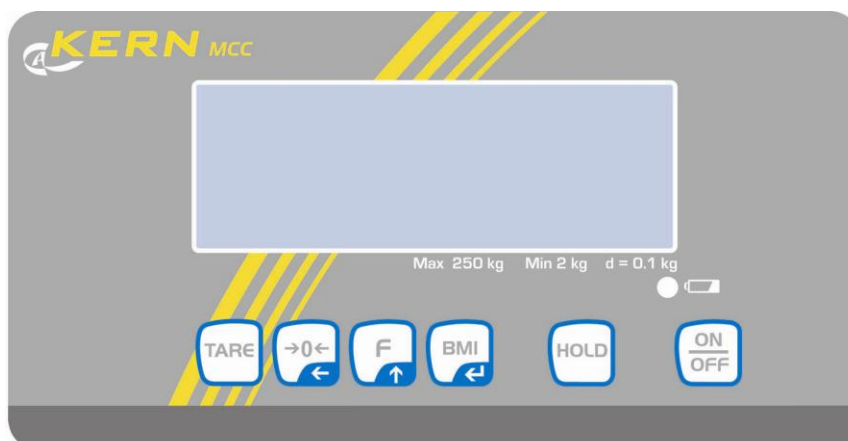 KERN MCC
Max 250 kg Min 2 kg d = 0.1 kg
TARE →0← F BMI HOLD ON
OFF